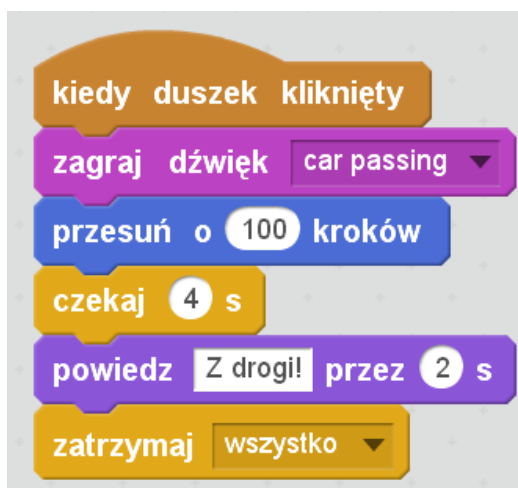 kiedy duszek kliknięty
zagraj dźwięk car passing
przesuń o 100 kroków
czekaj 4 s
powiedz Z drogi! przez 2 s
zatrzymaj wszystko